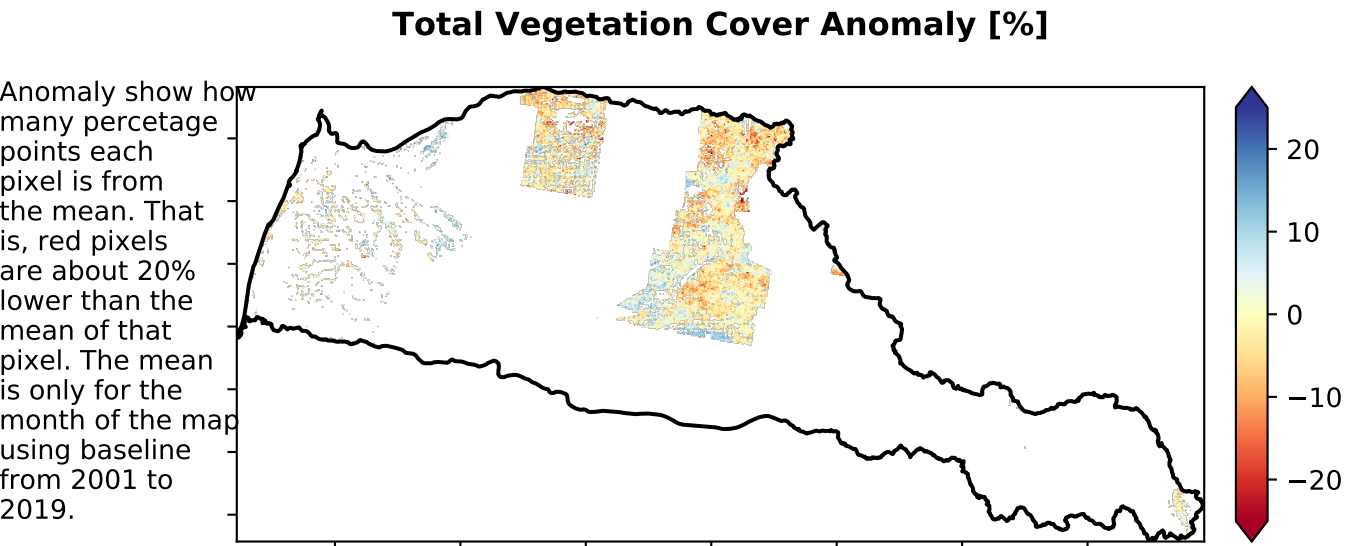 Total Vegetation Cover Anomaly [%]
Anomaly show how
many percetage
points each
pixel is from
the mean. That
is, red pixels
are about 20%
lower than the
mean of that
pixel. The mean
is only for the
month of the map
using baseline
from 2001 to
2019.
20
10
0
−10
−20